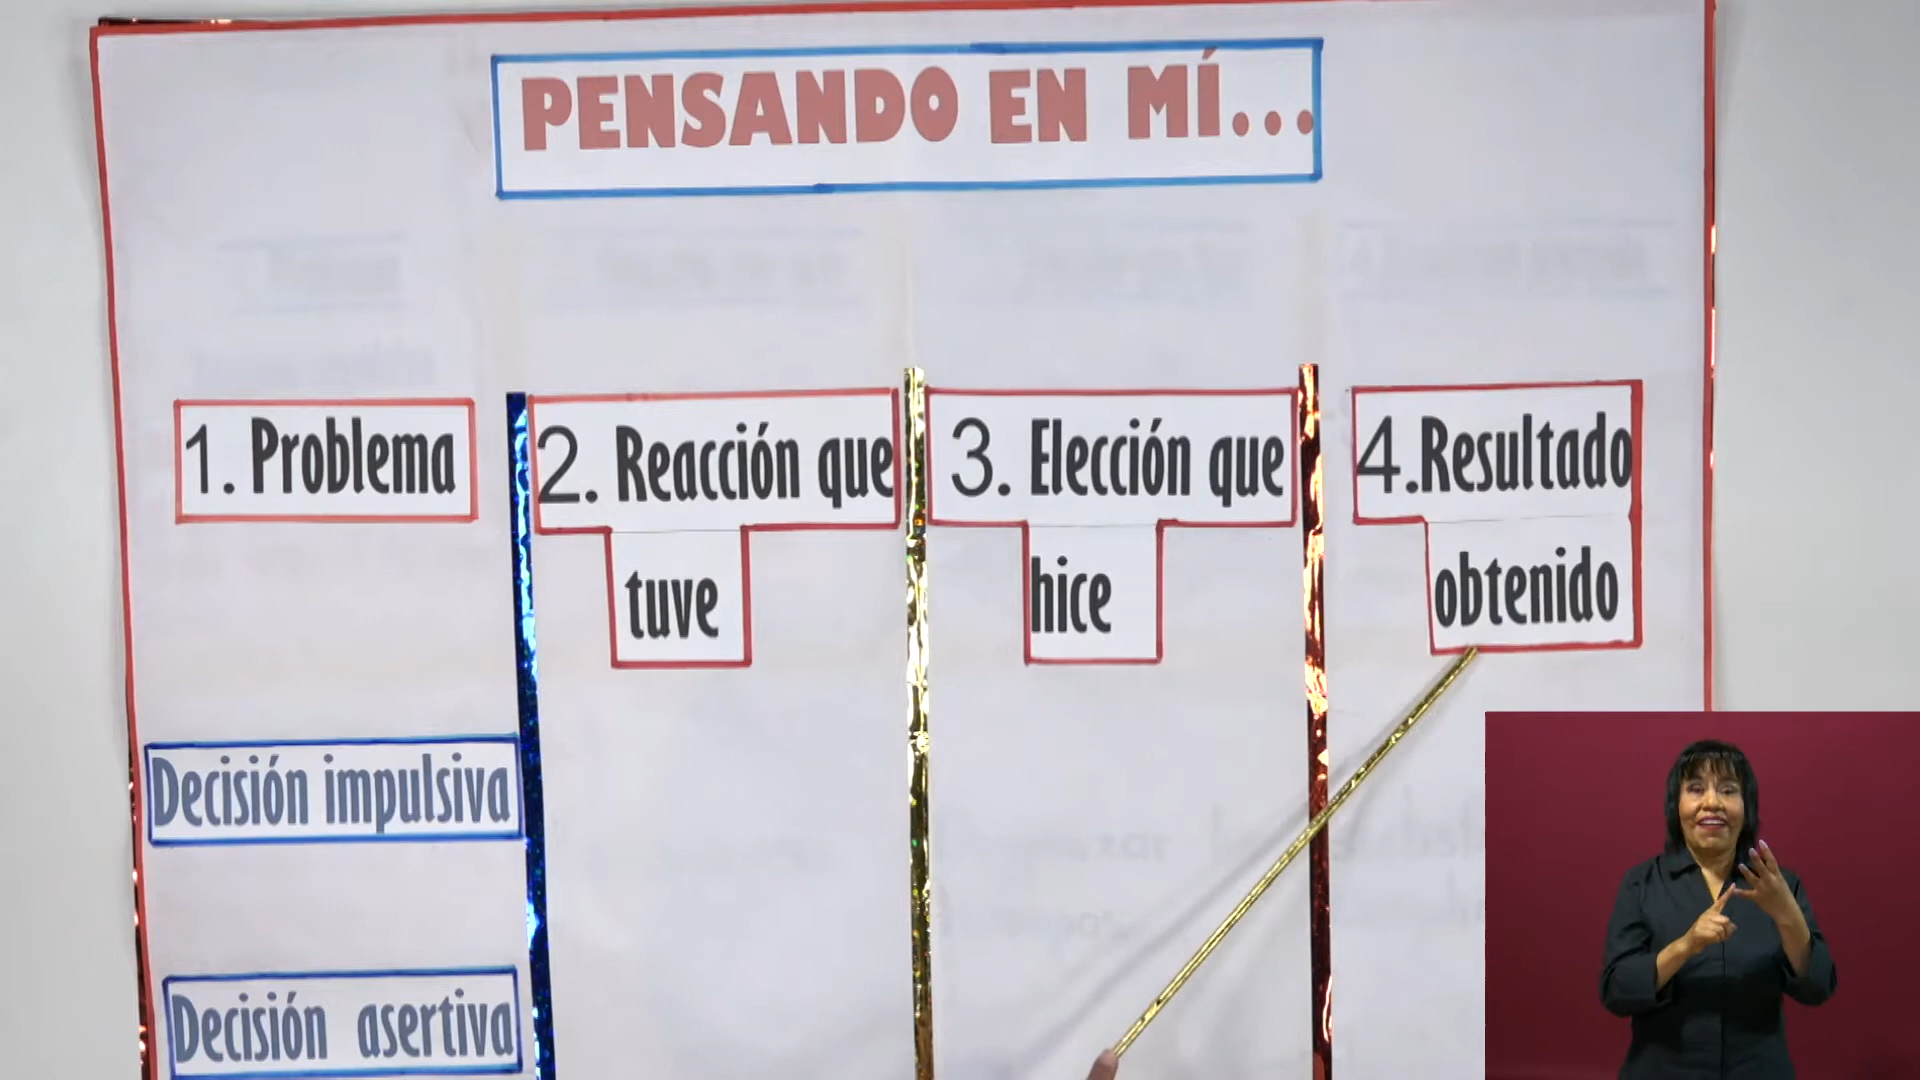 PENSANDO EN MÍ...
1. Problema
2. Reacción que
tuve
3. Elección que
hice
4.Resultado
obtenido
Decisión impulsiva
Decisión asertiva